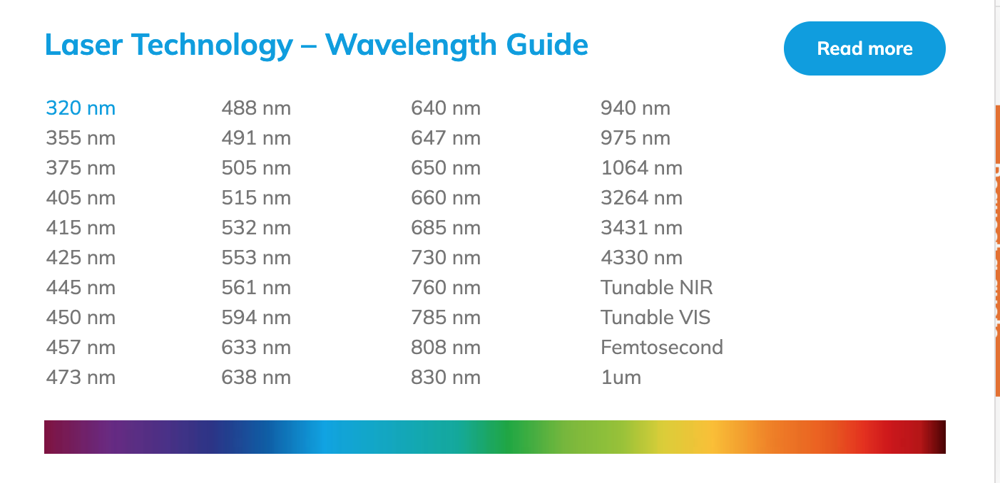 Laser Technology – Wavelength Guide
Read more
320 nm
355 nm
375 nm
405 nm
415 nm
425 nm
445 nm
450 nm
457 nm
473 nm
488 nm
491 nm
505 nm
515 nm
532 nm
553 nm
561 nm
594 nm
633 nm
638 nm
640 nm
647 nm
650 nm
660 nm
685 nm
730 nm
760 nm
785 nm
808 nm
830 nm
940 nm
975 nm
1064 nm
3264 nm
3431 nm
4330 nm
Tunable NIR
Tunable VIS
Femtosecond
1um